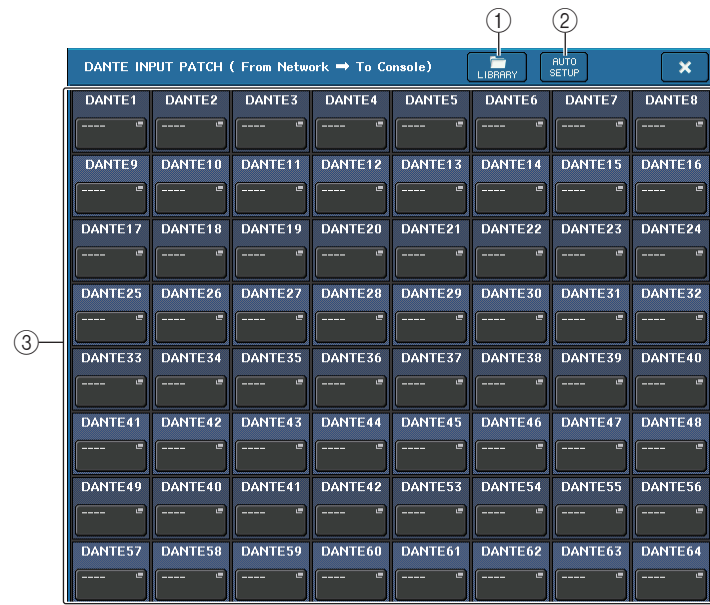 ① ②
DANTE INPUT PATCH ( From Network ➡ To Console) LIBRARY AUTO SETUP ×
DANTE1 DANTE2 DANTE3 DANTE4 DANTE5 DANTE6 DANTE7 DANTE8
---- ---- ---- ---- ---- ---- ---- ----
DANTE9 DANTE10 DANTE11 DANTE12 DANTE13 DANTE14 DANTE15 DANTE16
---- ---- ---- ---- ---- ---- ---- ----
DANTE17 DANTE18 DANTE19 DANTE20 DANTE21 DANTE22 DANTE23 DANTE24
---- ---- ---- ---- ---- ---- ---- ----
DANTE25 DANTE26 DANTE27 DANTE28 DANTE29 DANTE30 DANTE31 DANTE32
---- ---- ---- ---- ---- ---- ---- ----
③
DANTE33 DANTE34 DANTE35 DANTE36 DANTE37 DANTE38 DANTE39 DANTE40
---- ---- ---- ---- ---- ---- ---- ----
DANTE41 DANTE42 DANTE43 DANTE44 DANTE45 DANTE46 DANTE47 DANTE48
---- ---- ---- ---- ---- ---- ---- ----
DANTE49 DANTE40 DANTE41 DANTE42 DANTE53 DANTE54 DANTE55 DANTE56
---- ---- ---- ---- ---- ---- ---- ----
DANTE57 DANTE58 DANTE59 DANTE60 DANTE61 DANTE62 DANTE63 DANTE64
---- ---- ---- ---- ---- ---- ---- ----